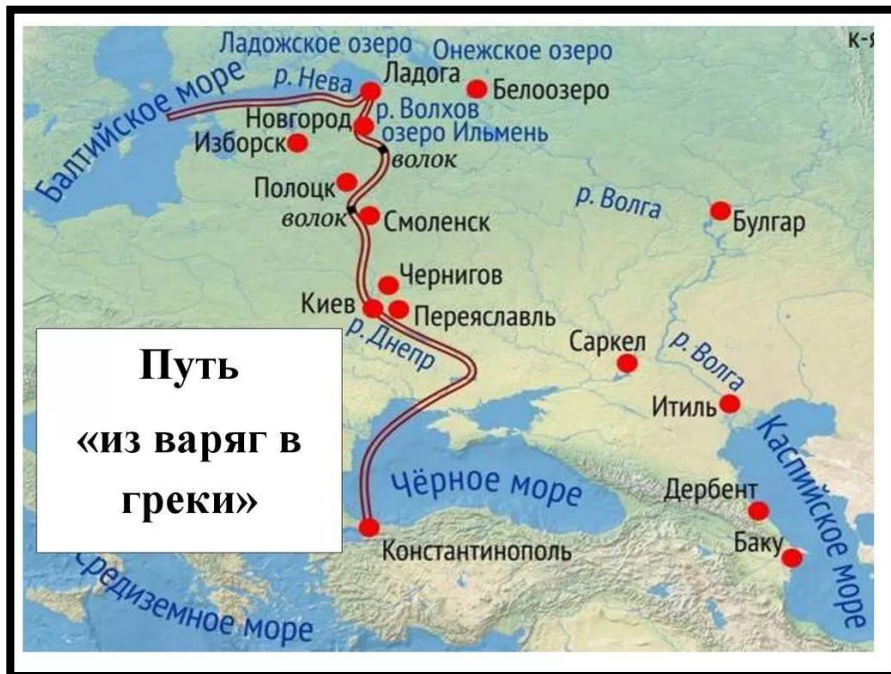 к-я
Ладожское озеро
Онежское озеро
р. Нева
Ладога
Белоозеро
Балтийское море
Новгород
р. Волхов
озеро Ильмень
Изборск
волок
Полоцк
волок
Смоленск
р. Волга
Булгар
Чернигов
Киев
Переяславль
р. Днепр
Саркел
р. Волга
Итиль
Путь
«из варяг в
греки»
Чёрное море
Каспийское море
Дербент
Баку
Константинополь
Средиземное море